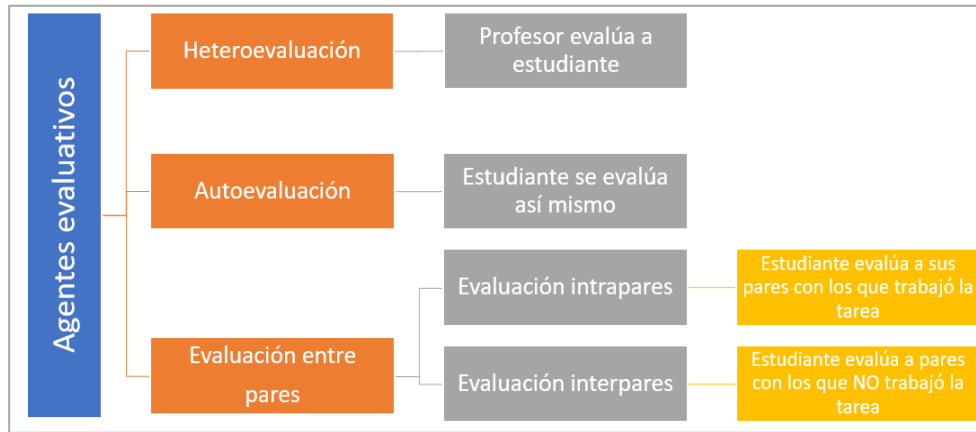 Agentes evaluativos
Heteroevaluación
Profesor evalúa a
estudiante
Autoevaluación
Estudiante se evalúa
así mismo
Evaluación entre
pares
Evaluación intrapares
Estudiante evalúa a sus
pares con los que trabajó la
tarea
Evaluación interpares
Estudiante evalúa a pares
con los que NO trabajó la
tarea